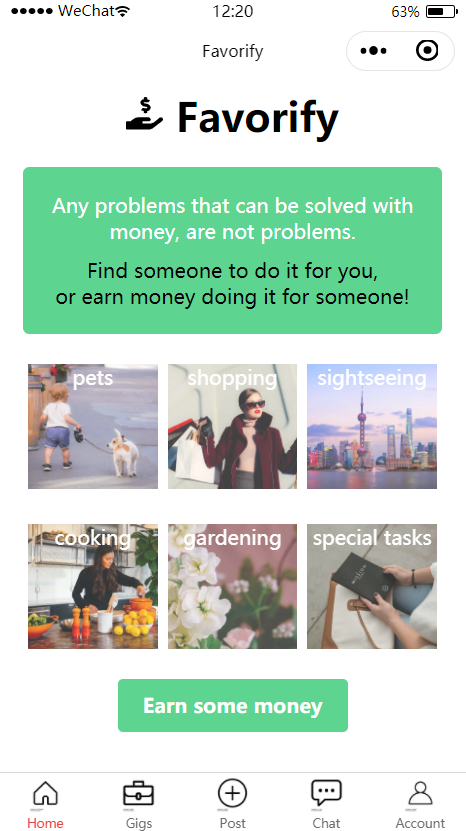 WeChat 12:20 63%
Favorify
Favorify
Any problems that can be solved with
money, are not problems.
Find someone to do it for you,
or earn money doing it for someone!
pets shopping sightseeing
cooking gardening special tasks
Earn some money
Home Gigs Post Chat Account